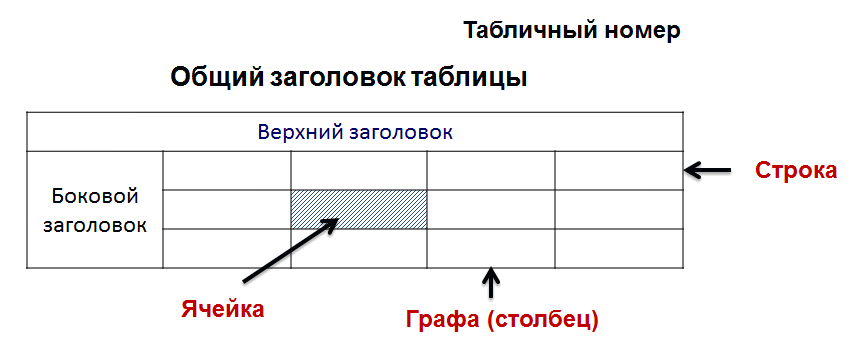 Табличный номер
Общий заголовок таблицы
Верхний заголовок
Строка
Боковой
заголовок
Ячейка
Графа (столбец)